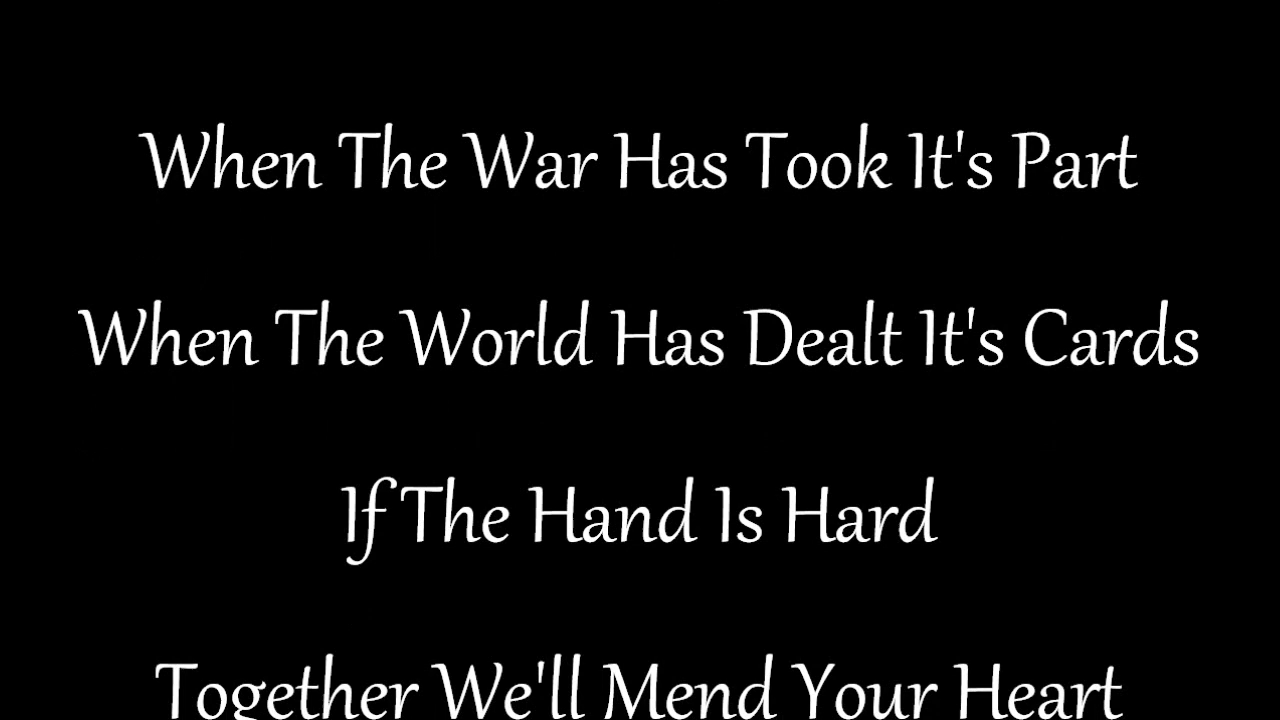 When The War Has Took It's Part
When The World Has Dealt It's Cards
If The Hand Is Hard
Together We'll Mend Your Heart